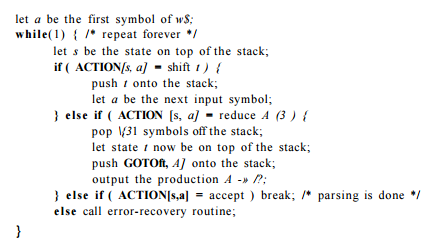 let a be the first symbol of w$;
while(1) { /* repeat forever */
let s be the state on top of the stack;
if ( ACTION[s, a] = shift t ) {
push t onto the stack;
let a be the next input symbol;
} else if ( ACTION [s, a] = reduce A (3 ) {
pop \{31 symbols off the stack;
let state t now be on top of the stack;
push GOTOft, A] onto the stack;
output the production A -» /?;
} else if ( ACTION[s,a] = accept ) break; /* parsing is done */
else call error-recovery routine;
}